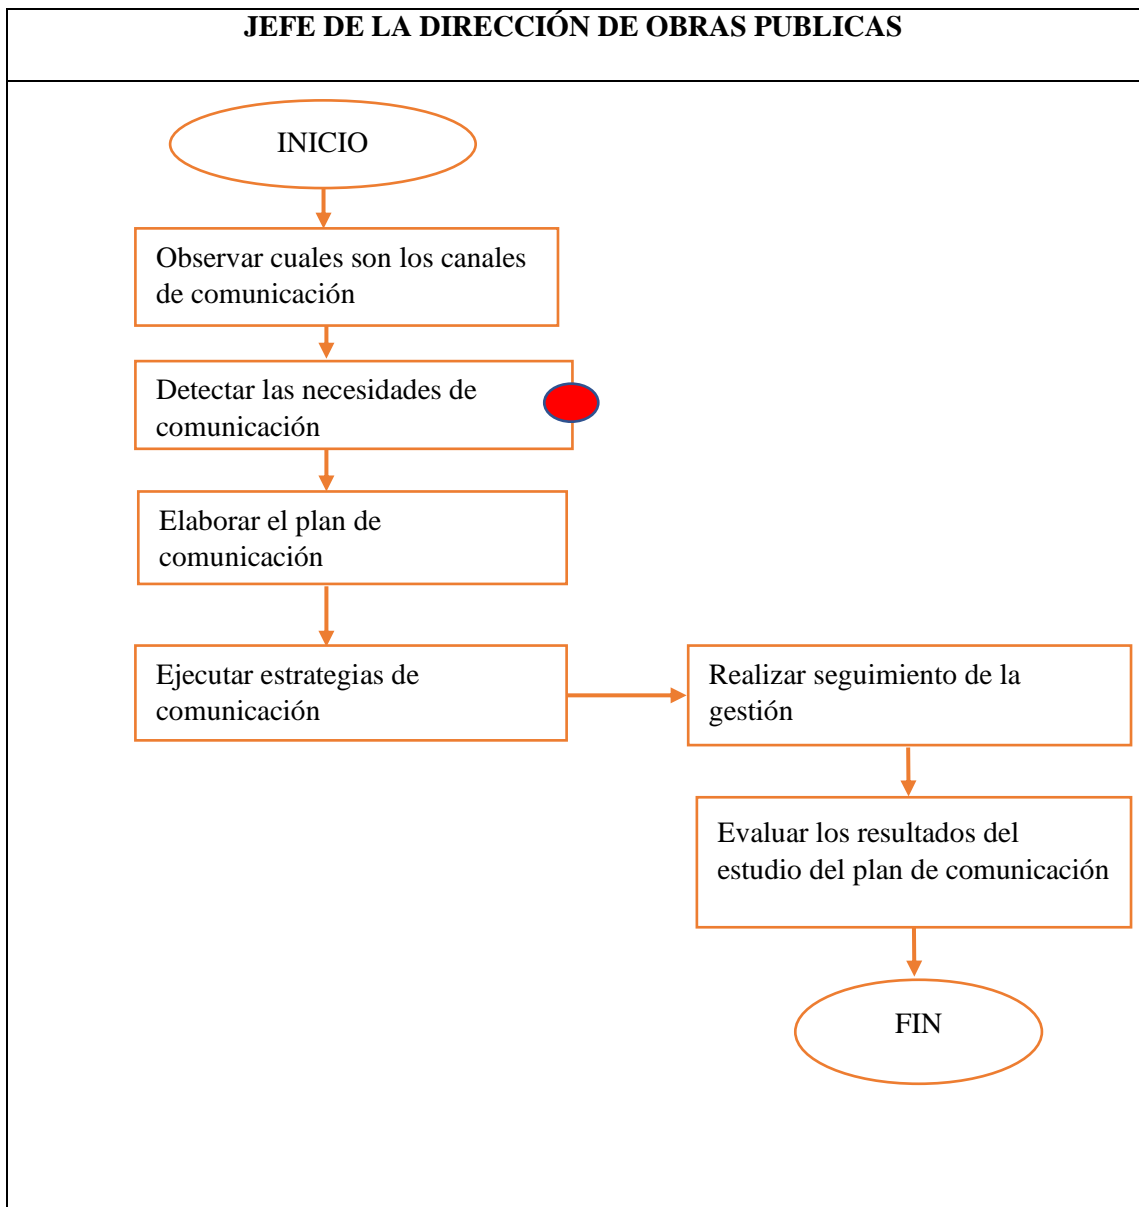 JEFE DE LA DIRECCIÓN DE OBRAS PUBLICAS
INICIO
Observar cuales son los canales
de comunicación
Detectar las necesidades de
comunicación
Elaborar el plan de
comunicación
Ejecutar estrategias de
comunicación
Realizar seguimiento de la
gestión
Evaluar los resultados del
estudio del plan de comunicación
FIN